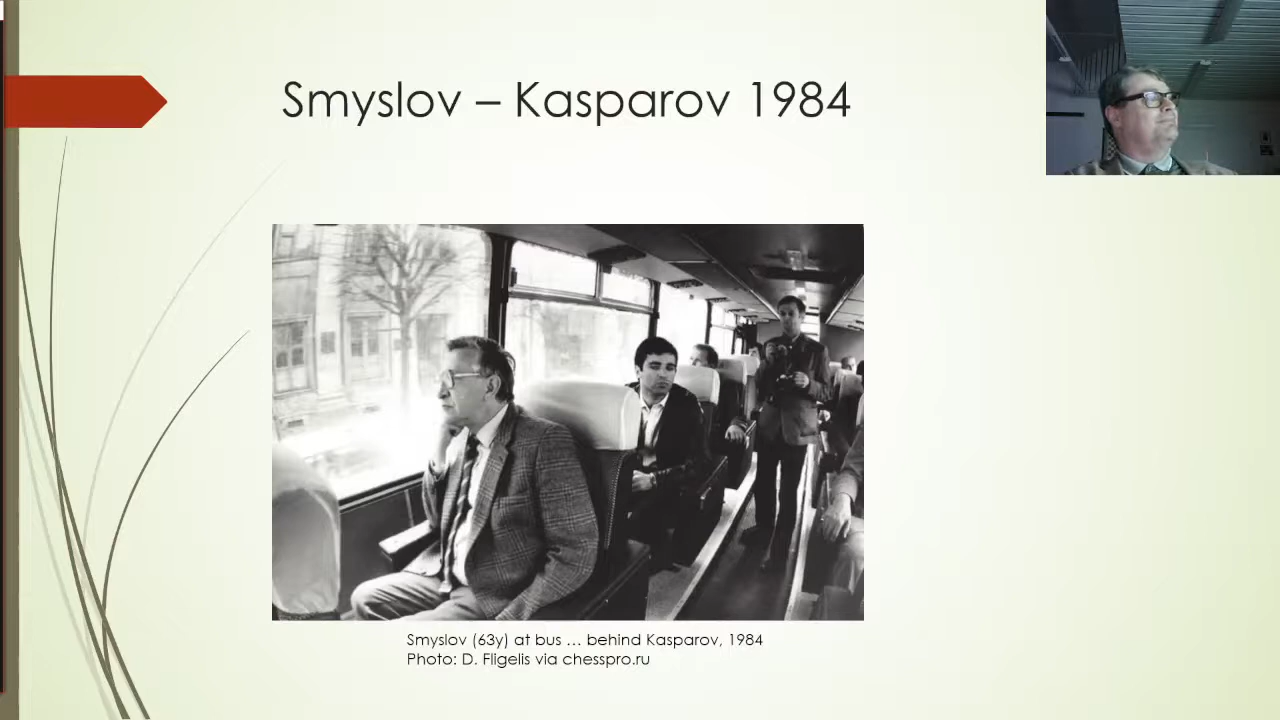 Smyslov – Kasparov 1984
Smyslov (63y) at bus ... behind Kasparov, 1984
Photo: D. Fligelis via chesspro.ru